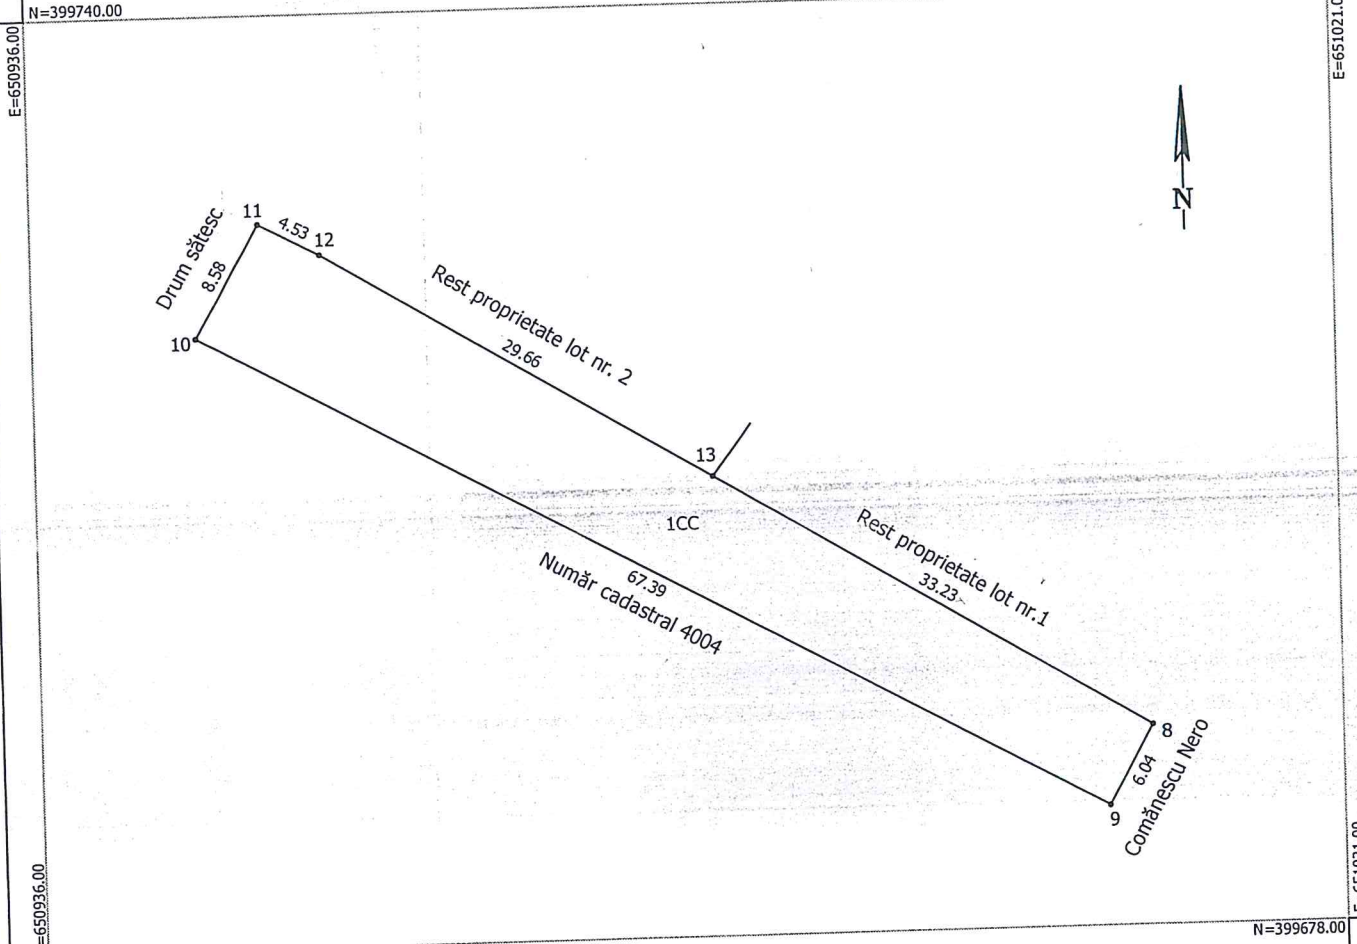 N=399740.00
E=650936.00
E=651021.0
N
11
4.53
12
Drum sătesc
8.58
10
Rest proprietate lot nr. 2
29.66
13
1CC
Rest proprietate lot nr.1
33.23
67.39
Număr cadastral 4004
8
6.04
9
Comănescu Nero
=650936.00
N=399678.00